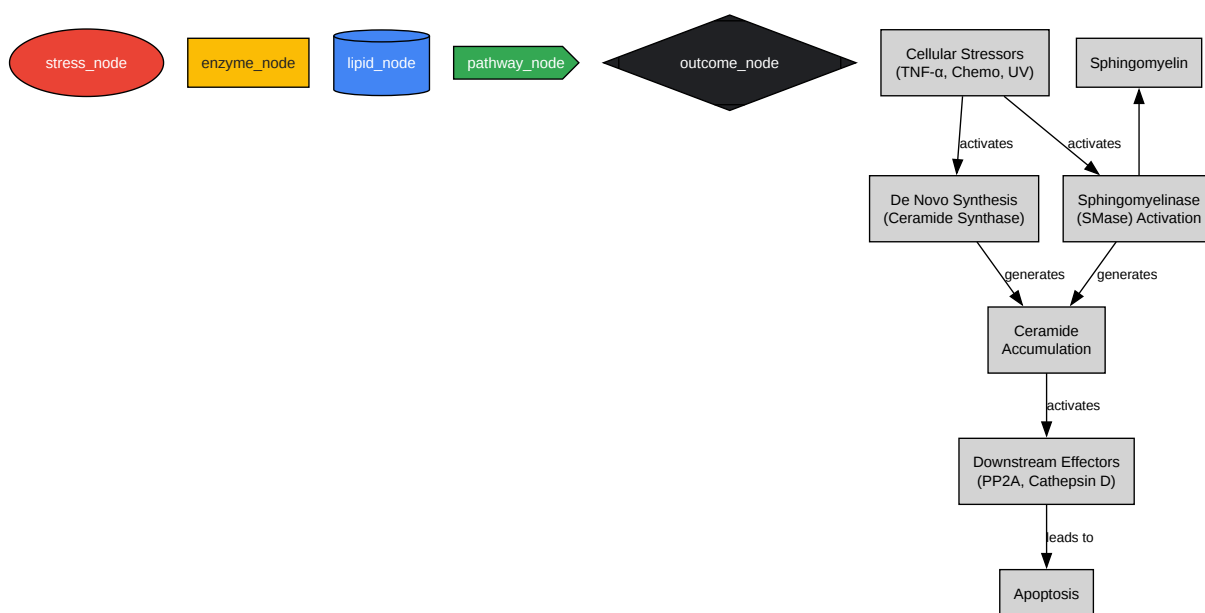 stress_node
enzyme_node
lipid_node
pathway_node
outcome_node
Cellular Stressors
(TNF-α, Chemo, UV)
Sphingomyelin
activates
activates
De Novo Synthesis
(Ceramide Synthase)
Sphingomyelinase
(SMase) Activation
generates
generates
Ceramide
Accumulation
activates
Downstream Effectors
(PP2A, Cathepsin D)
leads to
Apoptosis